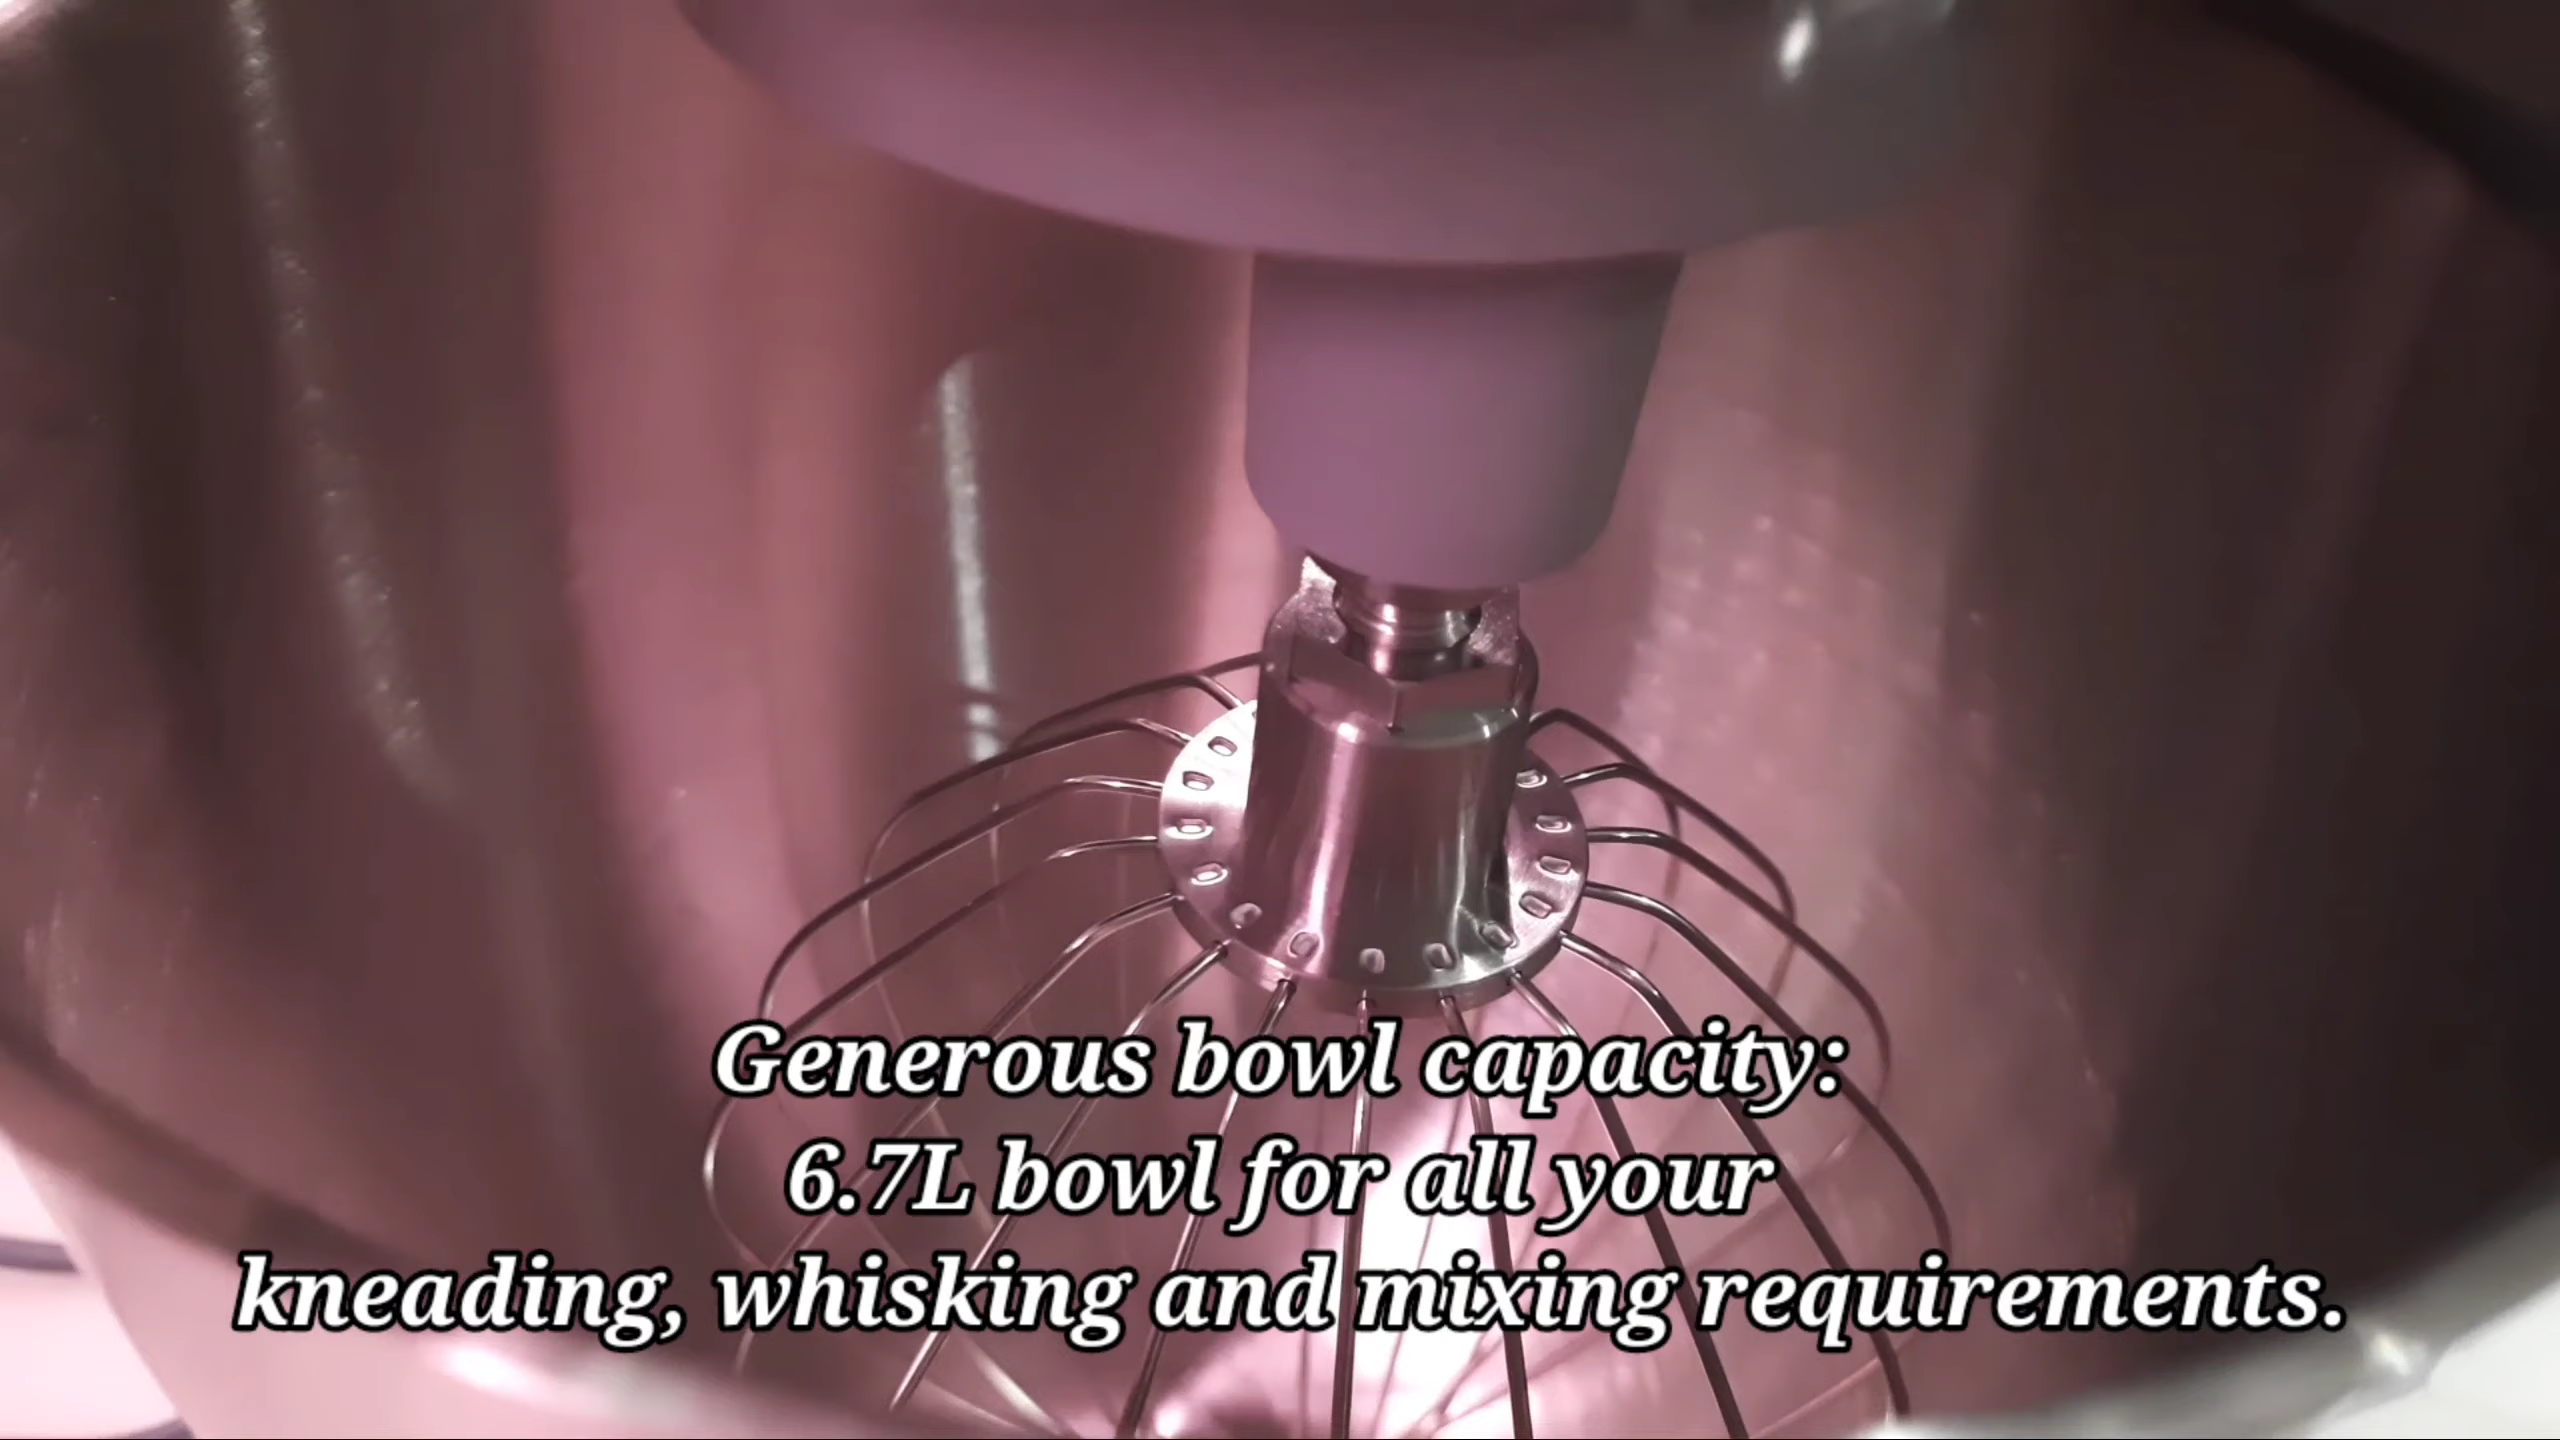 Generous bowl capacity:
6.7L bowl for all your
kneading, whisking and mixing requirements.